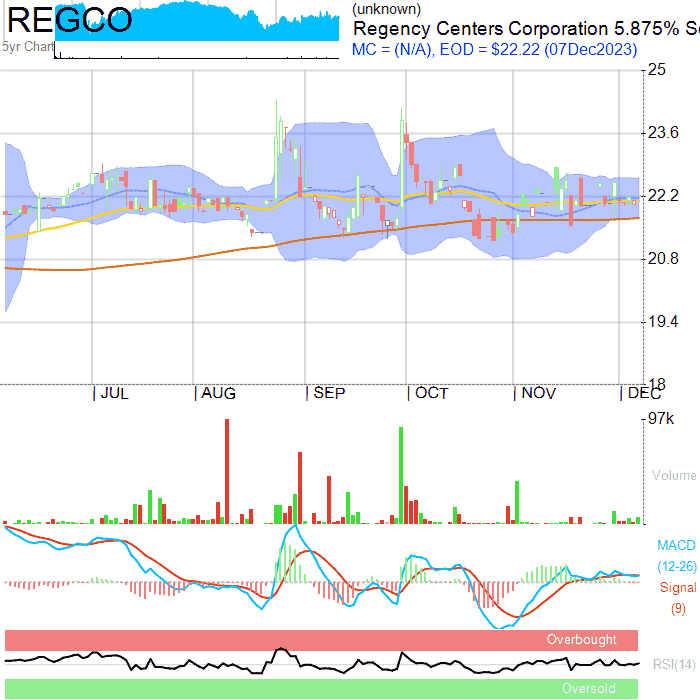 REGCO
(unknown)
Regency Centers Corporation 5.875% S
5yr Chart
MC = (N/A), EOD = $22.22 (07Dec2023)
25
23.6
22.2
20.8
19.4
18
JUL AUG SEP OCT NOV DEC
97k
Volume
MACD
(12-26)
Signal
(9)
Overbought
RSI(14)
Oversold